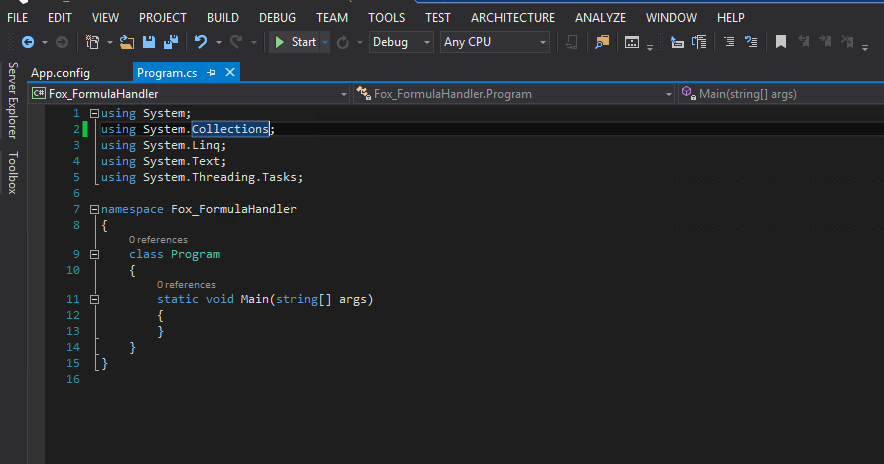 FILE EDIT VIEW PROJECT BUILD DEBUG TEAM TOOLS TEST ARCHITECTURE ANALYZE WINDOW HELP
Start Debug Any CPU
Server Explorer
Toolbox
App.config Program.cs
C# Fox_FormulaHandler Fox_FormulaHandler.Program Main(string[] args)
1 using System;
2 using System.Collections;
3 using System.Linq;
4 using System.Text;
5 using System.Threading.Tasks;
6
7 namespace Fox_FormulaHandler
8 {
0 references
9 class Program
10 {
0 references
11 static void Main(string[] args)
12 {
13 }
14 }
15 }
16